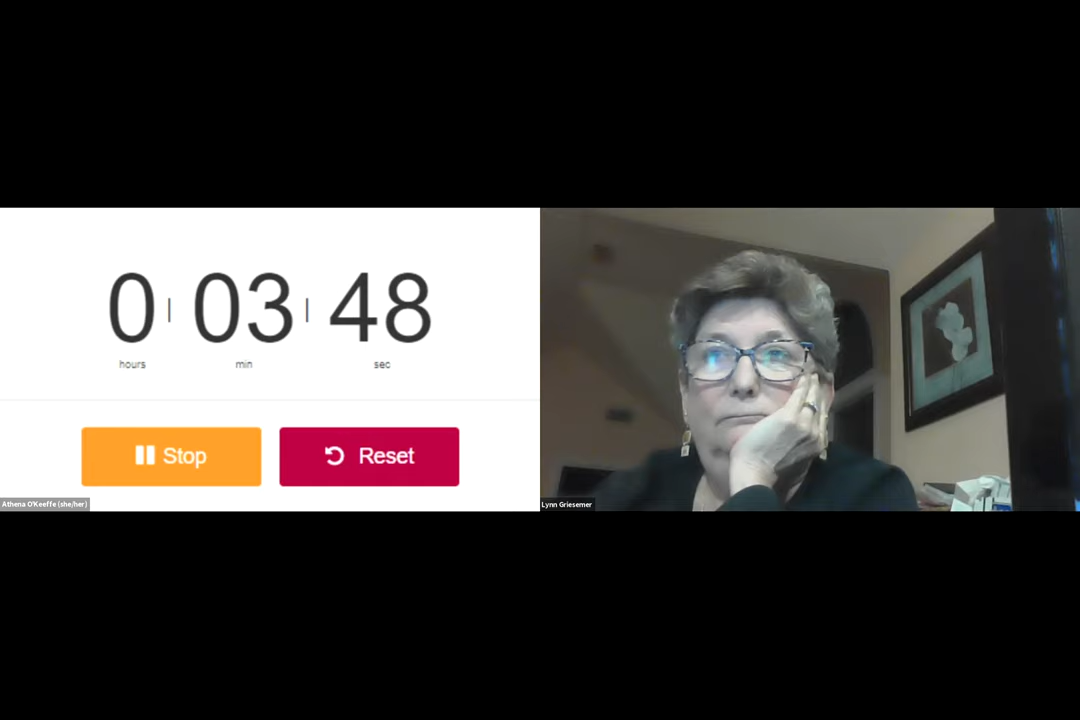 0 03 48
hours min sec
Stop Reset
Athena O'Keeffe (she/her)
Lynn Griesemer